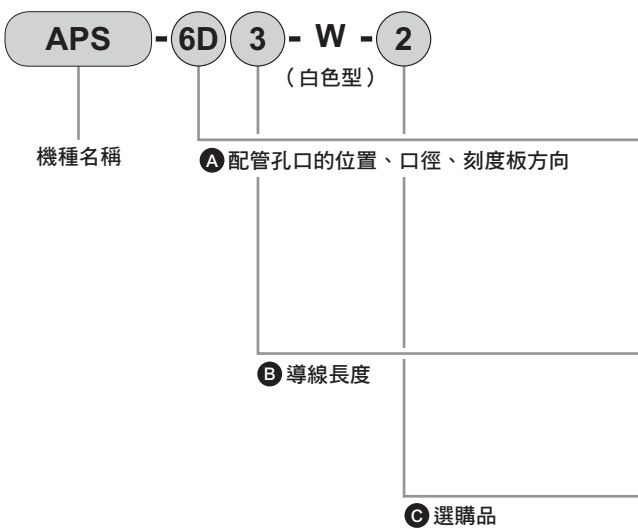 APS - 6D 3 - W - 2
（白色型）
機種名稱
A 配管孔口的位置、口徑、刻度板方向
B 導線長度
C 選購品